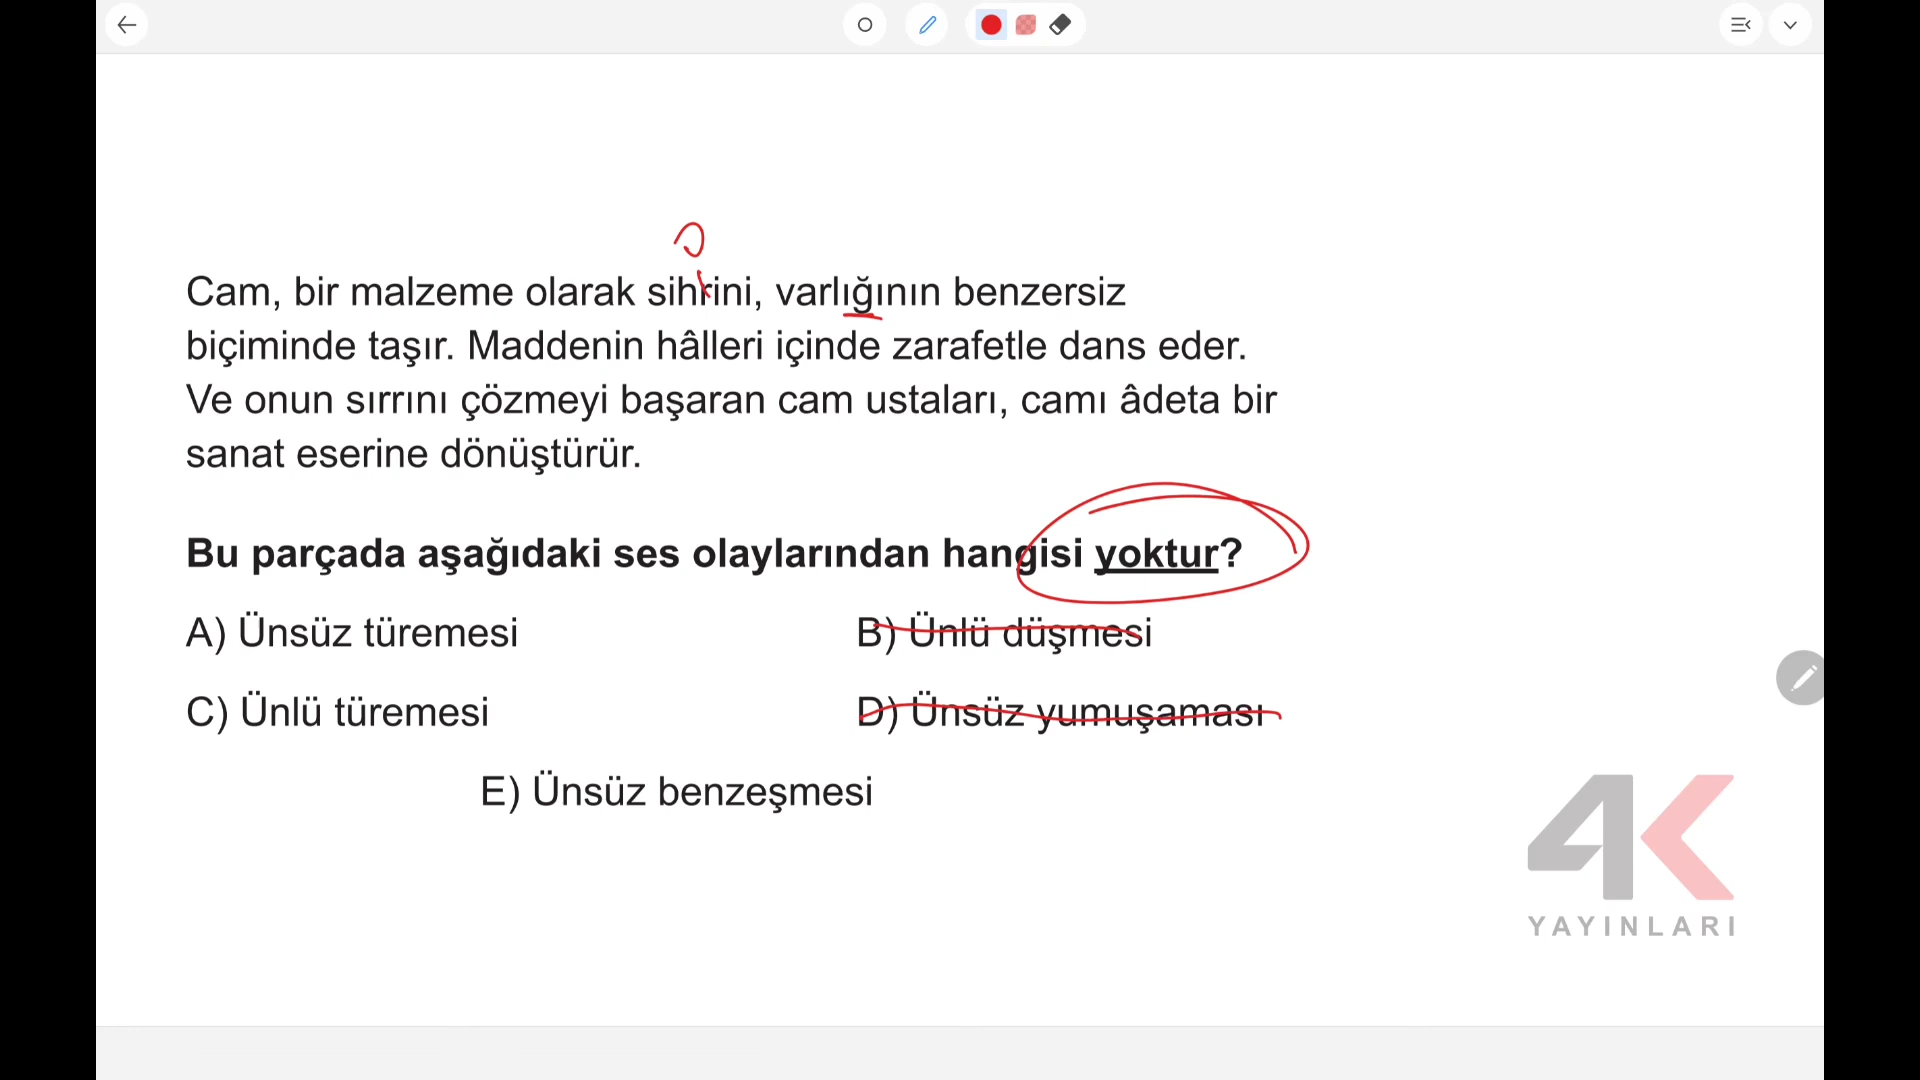 Cam, bir malzeme olarak sihrini, varlığının benzersiz
biçiminde taşır. Maddenin hâlleri içinde zarafetle dans eder.
Ve onun sırrını çözmeyi başaran cam ustaları, camı âdeta bir
sanat eserine dönüştürür.
Bu parçada aşağıdaki ses olaylarından hangisi yoktur?
A) Ünsüz türemesi
B) Ünlü düşmesi
C) Ünlü türemesi
D) Ünsüz yumuşaması
E) Ünsüz benzeşmesi
4K
YAYINLARI